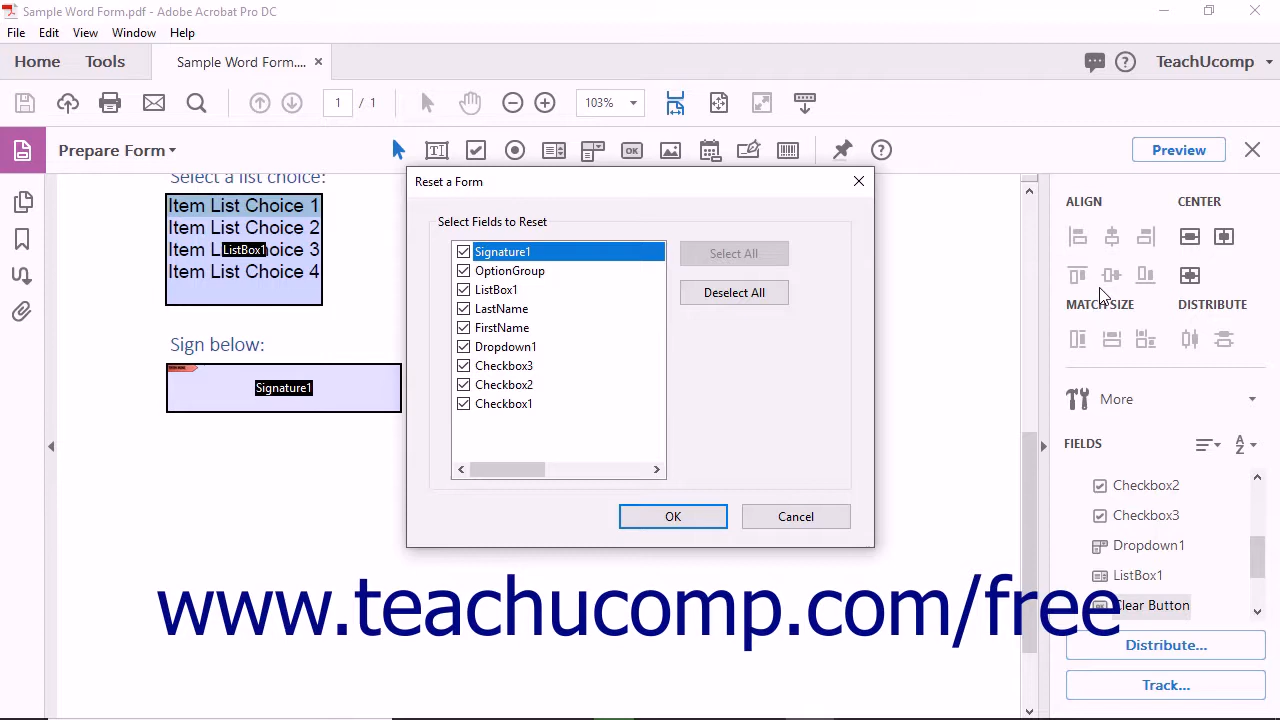 Sample Word Form.pdf - Adobe Acrobat Pro DC
File Edit View Window Help
Home Tools Sample Word Form.... × TeachUcomp
1 / 1 103%
Prepare Form Preview
Select a list choice:
Item List Choice 1
Item List Choice 2
Item L ListBox1 oice 3
Item List Choice 4
Sign below:
Signature1
Reset a Form
Select Fields to Reset
Signature1
OptionGroup
ListBox1
LastName
FirstName
Dropdown1
Checkbox3
Checkbox2
Checkbox1
Select All
Deselect All
OK Cancel
ALIGN CENTER
MATCH SIZE DISTRIBUTE
More
FIELDS
Checkbox2
Checkbox3
Dropdown1
ListBox1
Clear Button
Distribute...
Track...
www.teachucomp.com/free